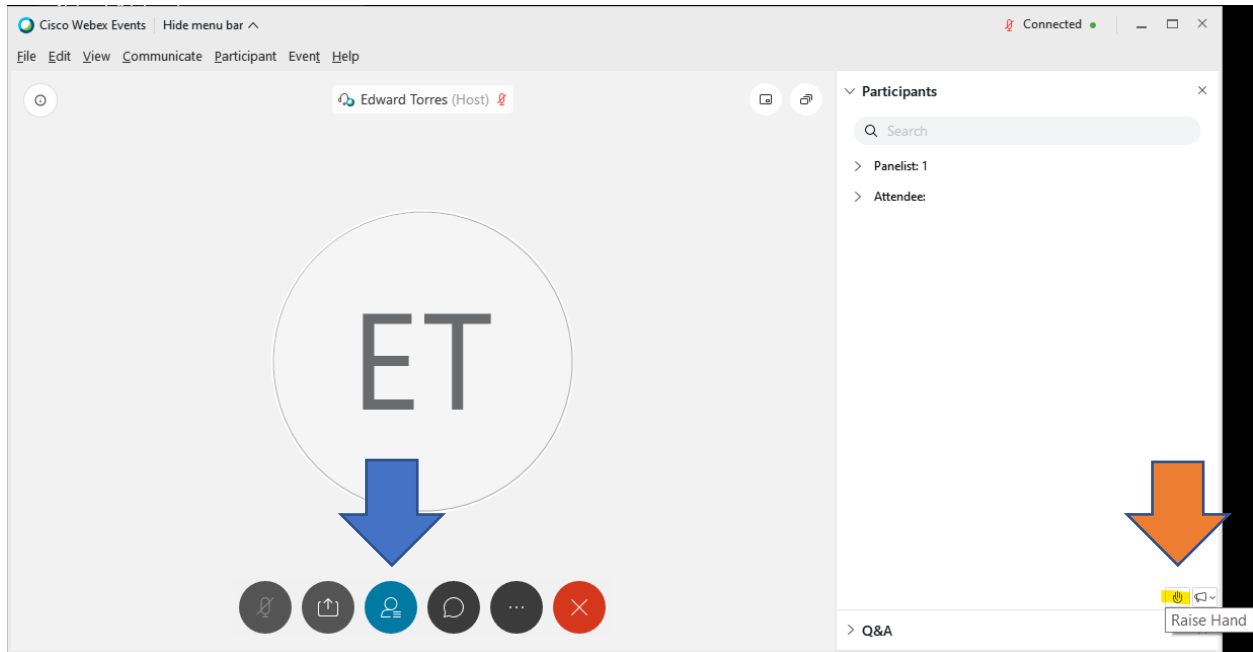 Cisco Webex Events Hide menu bar
Connected
File Edit View Communicate Participant Event Help
Edward Torres (Host)
ET
Participants
Search
Panelist: 1
Attendee:
Raise Hand
Q&A